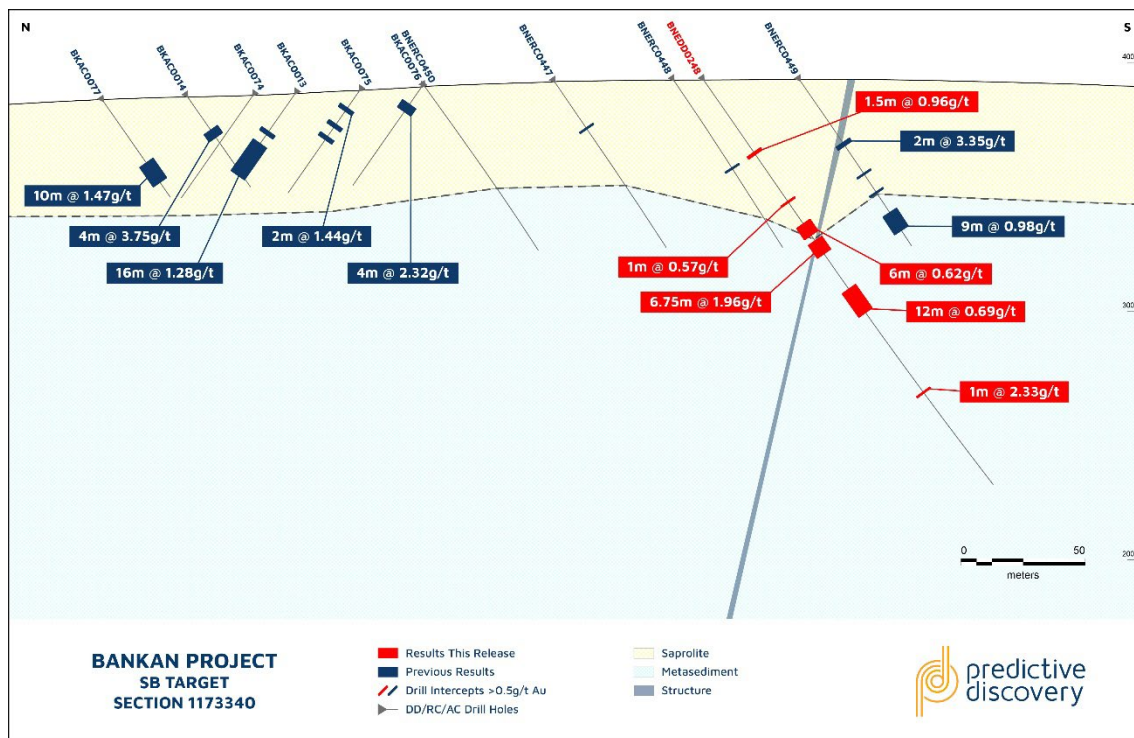 N
S
BKAC0077
BKAC0014
BKAC0074
BKAC0013
BKAC0075
BKAC0076
BNERC0450
BNERC0447
BNERC0448
BNEDD0248
BNERC0449
400
1.5m @ 0.96g/t
2m @ 3.35g/t
10m @ 1.47g/t
4m @ 3.75g/t
2m @ 1.44g/t
9m @ 0.98g/t
16m @ 1.28g/t
4m @ 2.32g/t
1m @ 0.57g/t
6m @ 0.62g/t
6.75m @ 1.96g/t
12m @ 0.69g/t
300
1m @ 2.33g/t
0 50
meters
200
BANKAN PROJECT
SB TARGET
SECTION 1173340
Results This Release
Previous Results
Drill Intercepts >0.5g/t Au
DD/RC/AC Drill Holes
Saprolite
Metasediment
Structure
predictive
discovery